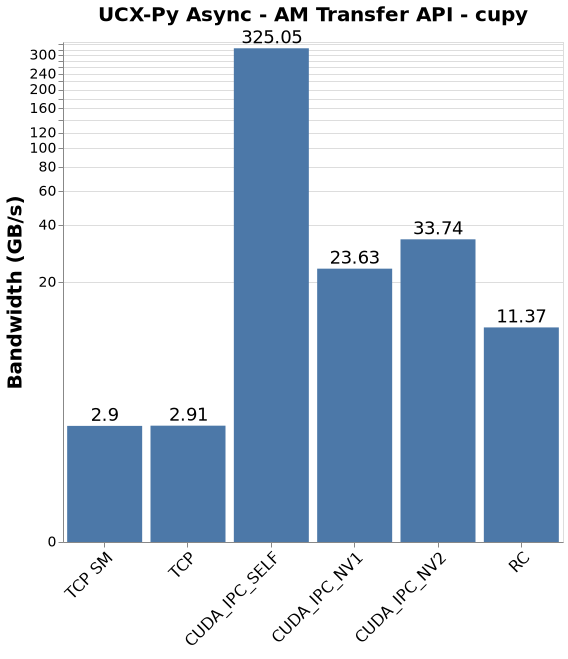 UCX-Py Async - AM Transfer API - cupy
325.05
300
240
200
160
120
100
80
60
40
20
0
Bandwidth (GB/s)
2.9
2.91
23.63
33.74
11.37
TCP SM
TCP
CUDA_IPC_SELF
CUDA_IPC_NV1
CUDA_IPC_NV2
RC